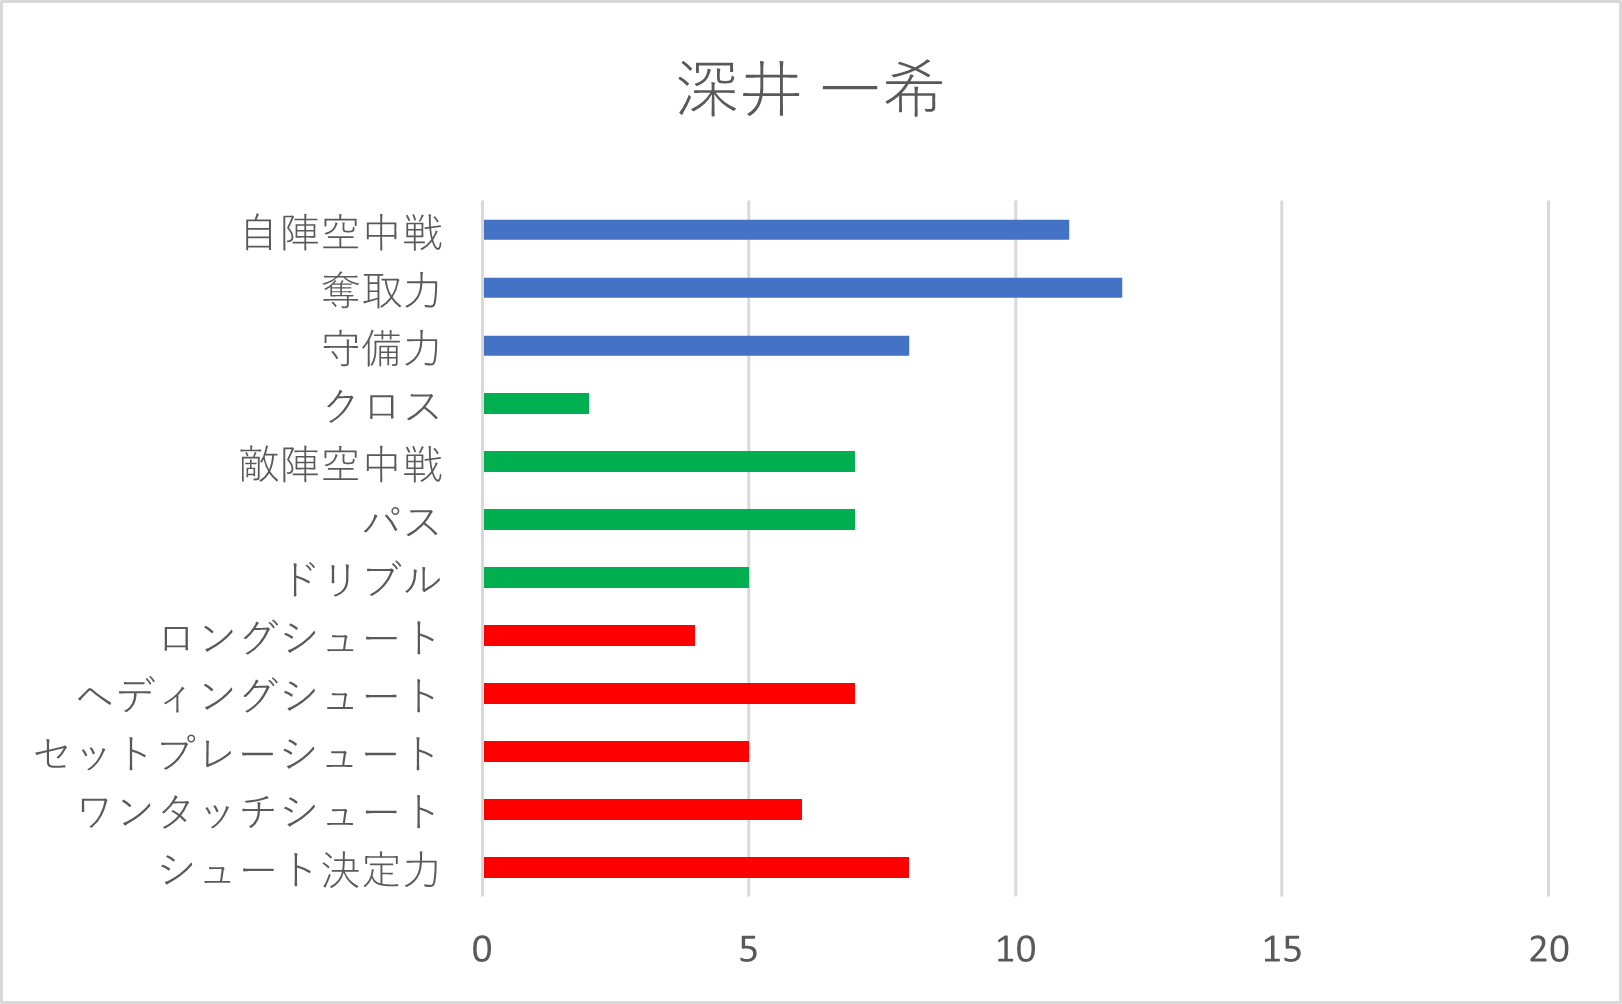 深井 一希
自陣空中戦
奪取力
守備力
クロス
敵陣空中戦
パス
ドリブル
ロングシュート
ヘディングシュート
セットプレーシュート
ワンタッチシュート
シュート決定力
0 5 10 15 20